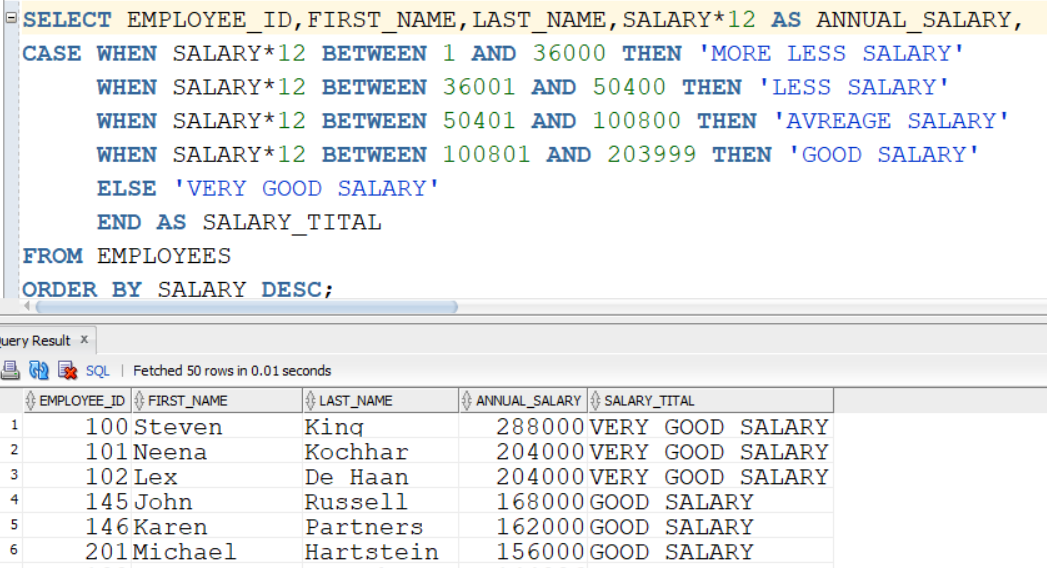 SELECT EMPLOYEE_ID,FIRST_NAME,LAST_NAME,SALARY*12 AS ANNUAL_SALARY,
CASE WHEN SALARY*12 BETWEEN 1 AND 36000 THEN 'MORE LESS SALARY'
WHEN SALARY*12 BETWEEN 36001 AND 50400 THEN 'LESS SALARY'
WHEN SALARY*12 BETWEEN 50401 AND 100800 THEN 'AVREAGE SALARY'
WHEN SALARY*12 BETWEEN 100801 AND 203999 THEN 'GOOD SALARY'
ELSE 'VERY GOOD SALARY'
END AS SALARY_TITAL
FROM EMPLOYEES
ORDER BY SALARY DESC;
uery Result x
SQL | Fetched 50 rows in 0.01 seconds
EMPLOYEE_ID FIRST_NAME LAST_NAME ANNUAL_SALARY SALARY_TITAL
1 100 Steven King 288000 VERY GOOD SALARY
2 101 Neena Kochhar 204000 VERY GOOD SALARY
3 102 Lex De Haan 204000 VERY GOOD SALARY
4 145 John Russell 168000 GOOD SALARY
5 146 Karen Partners 162000 GOOD SALARY
6 201 Michael Hartstein 156000 GOOD SALARY